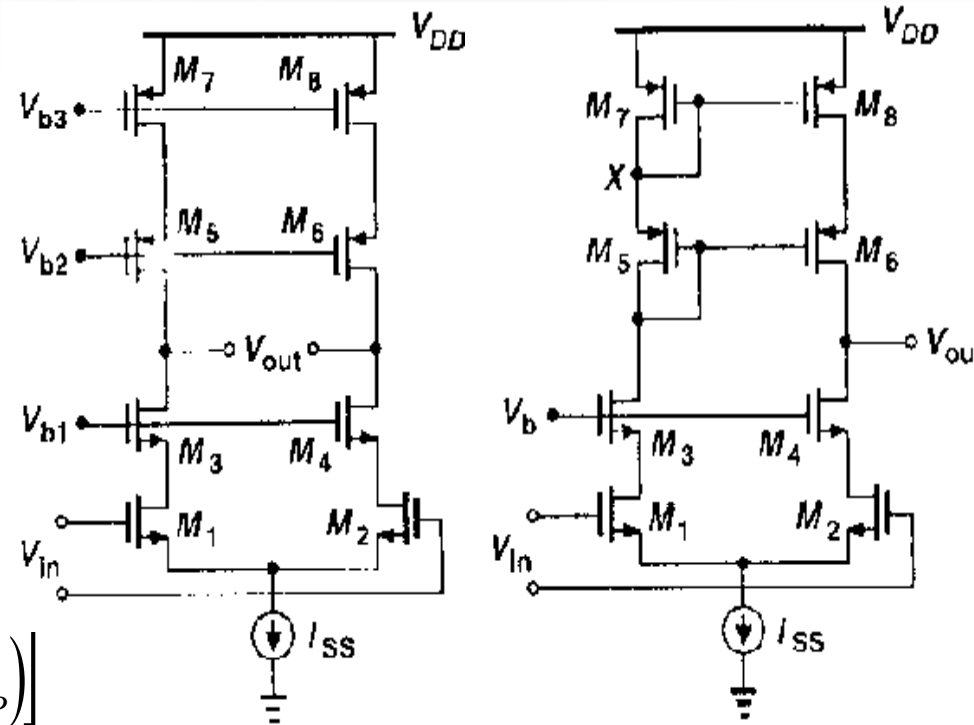 V_DD
M_7
M_8
V_b3
M_5
M_6
V_b2
V_out
V_b1
M_3
M_4
M_1
M_2
V_in
I_SS
P)]
V_DD
M_7
M_8
X
M_5
M_6
V_ou
V_b
M_3
M_4
M_1
M_2
V_in
I_SS